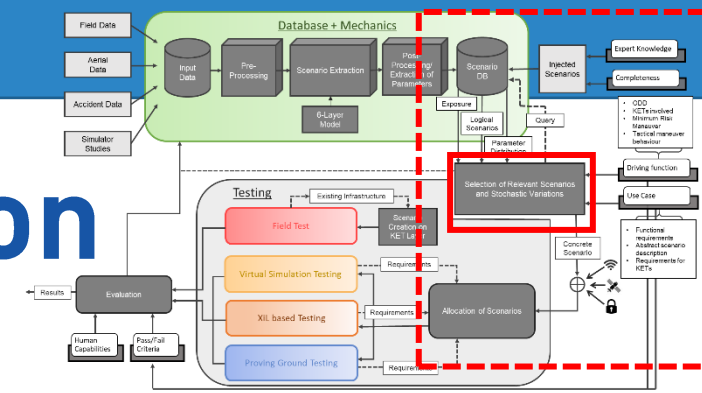 Database + Mechanics
Field Data
Aerial
Data
Accident Data
Simulator
Studies
Input
Data
Pre-
Processing
Scenario Extraction
6-Layer
Model
Post-
Processing/
Extraction of
Parameters
Scenario
DB
Injected
Scenarios
Expert Knowledge
Completeness
Exposure
Logical
Scenarios
Parameter
Distribution
Query
• ODD
• KETs involved
• Minimum Risk
Maneuver
• Tactical maneuver
behaviour
Driving function
Use Case
• Functional
requirements
• Abstract scenario
description
• Requirements for
KETs
Selection of Relevant Scenarios
and Stochastic Variations
Concrete
Scenario
on
Testing
Existing Infrastructure
Field Test
Scenario
Creation on
KET Layer
Virtual Simulation Testing
Requirements
XiL based Testing
Requirements
Allocation of Scenarios
Proving Ground Testing
Requirements
Results
Evaluation
Human
Capabilities
Pass/Fail
Criteria